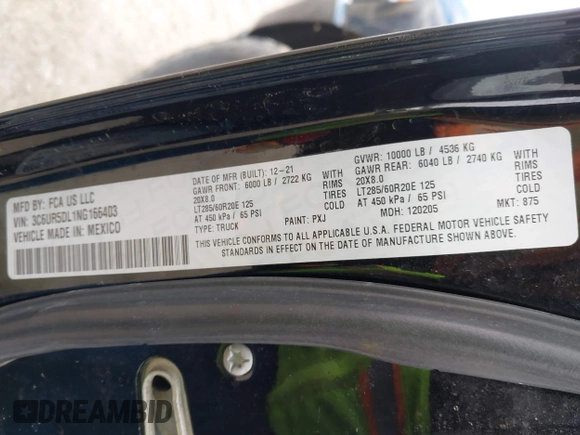 MFD BY: FCA US LLC
VIN: 3C6UR5DL1NG166403
VEHICLE MADE IN: MEXICO
DATE OF MFR (BUILT): 12-21
GAWR FRONT: 6000 LB / 2722 KG WITH
20X8.0 RIMS
LT285/60R20E 125 TIRES
AT 450 kPa / 65 PSI COLD
TYPE: TRUCK PAINT: PXJ
GVWR: 10000 LB / 4536 KG
GAWR REAR: 6040 LB / 2740 KG WITH
20X8.0 RIMS
LT285/60R20E 125 TIRES
AT 450 kPa / 65 PSI COLD
MDH: 120205 MKT: 875
THIS VEHICLE CONFORMS TO ALL APPLICABLE U.S.A. FEDERAL MOTOR VEHICLE SAFETY
STANDARDS IN EFFECT ON THE DATE OF MANUFACTURE SHOWN ABOVE.
DREAMBID